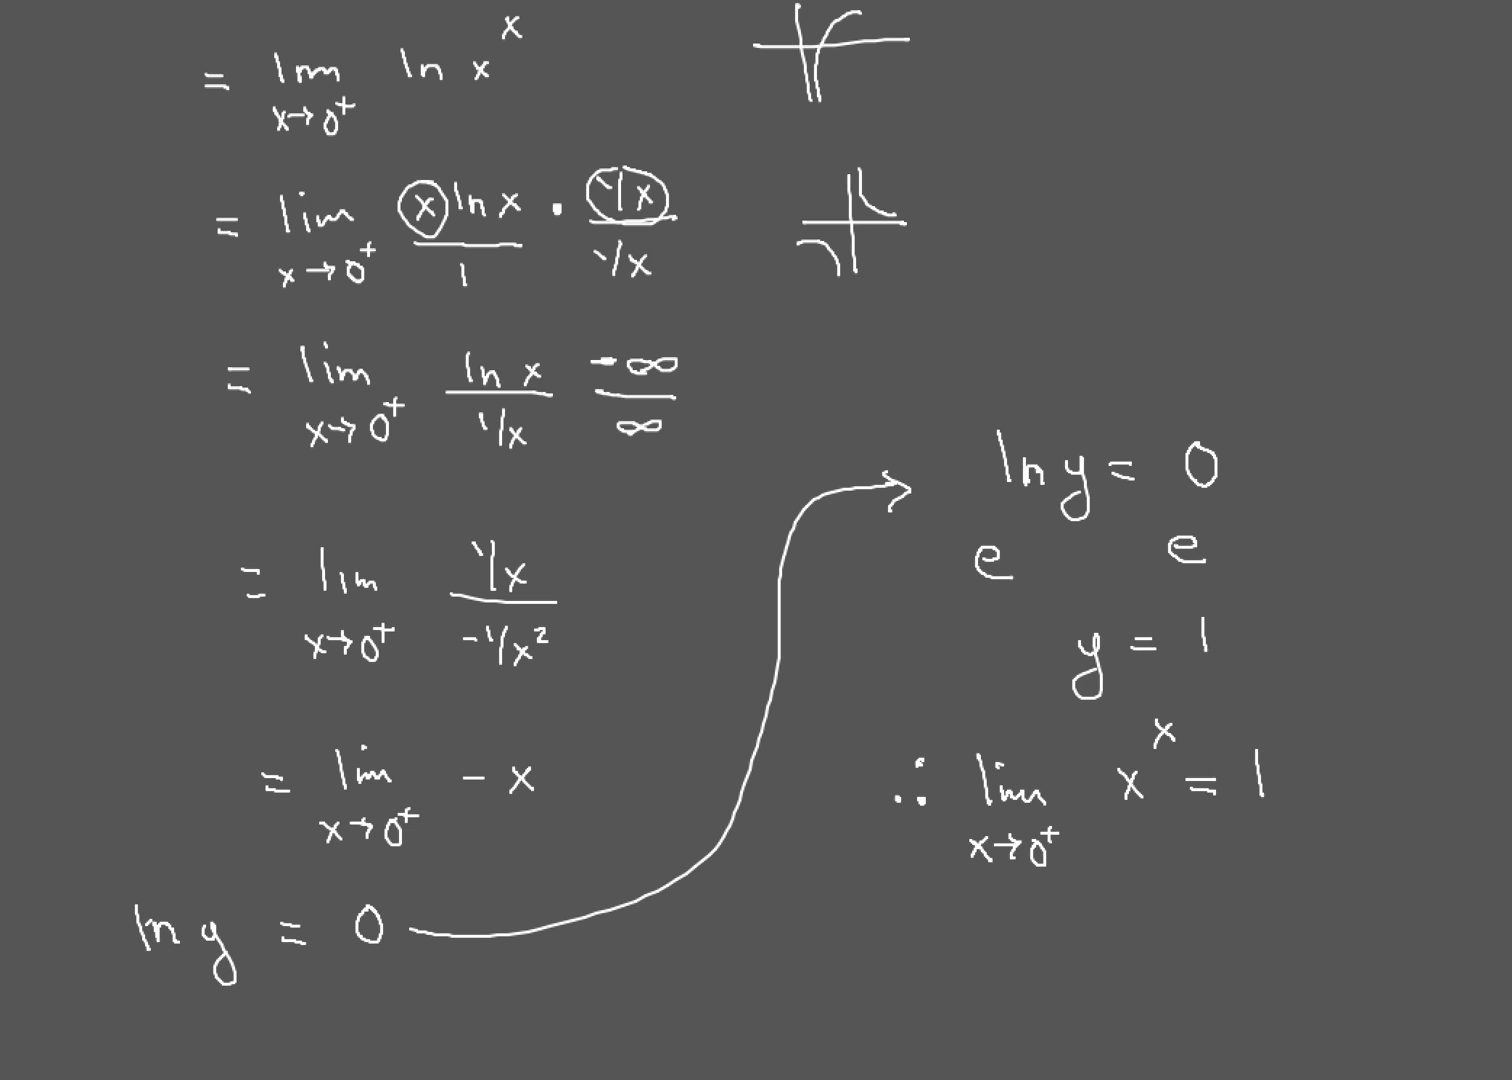 = lim x→0⁺ ln x^x
= lim x→0⁺ x ln x / 1 · 1/x / 1/x
= lim x→0⁺ ln x / 1/x -∞ / ∞
= lim x→0⁺ 1/x / -1/x²
= lim x→0⁺ - x
ln y = 0
ln y = 0
e e
y = 1
∴ lim x→0⁺ x^x = 1